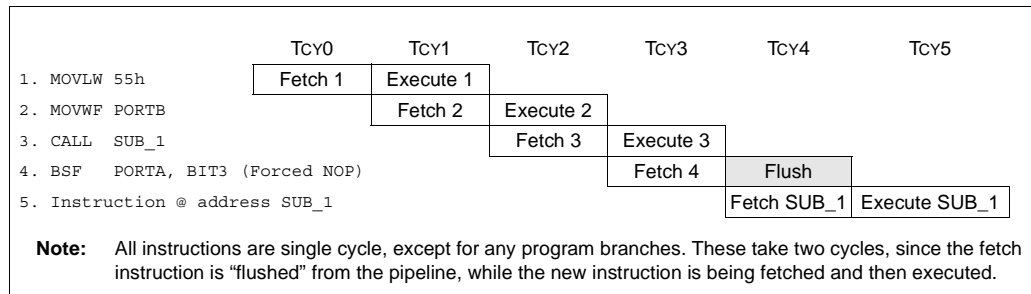 TCY0 TCY1 TCY2 TCY3 TCY4 TCY5
1. MOVLW 55h Fetch 1 Execute 1
2. MOVWF PORTB Fetch 2 Execute 2
3. CALL SUB_1 Fetch 3 Execute 3
4. BSF PORTA, BIT3 (Forced NOP) Fetch 4 Flush
5. Instruction @ address SUB_1 Fetch SUB_1 Execute SUB_1
Note: All instructions are single cycle, except for any program branches. These take two cycles, since the fetch
instruction is “flushed” from the pipeline, while the new instruction is being fetched and then executed.